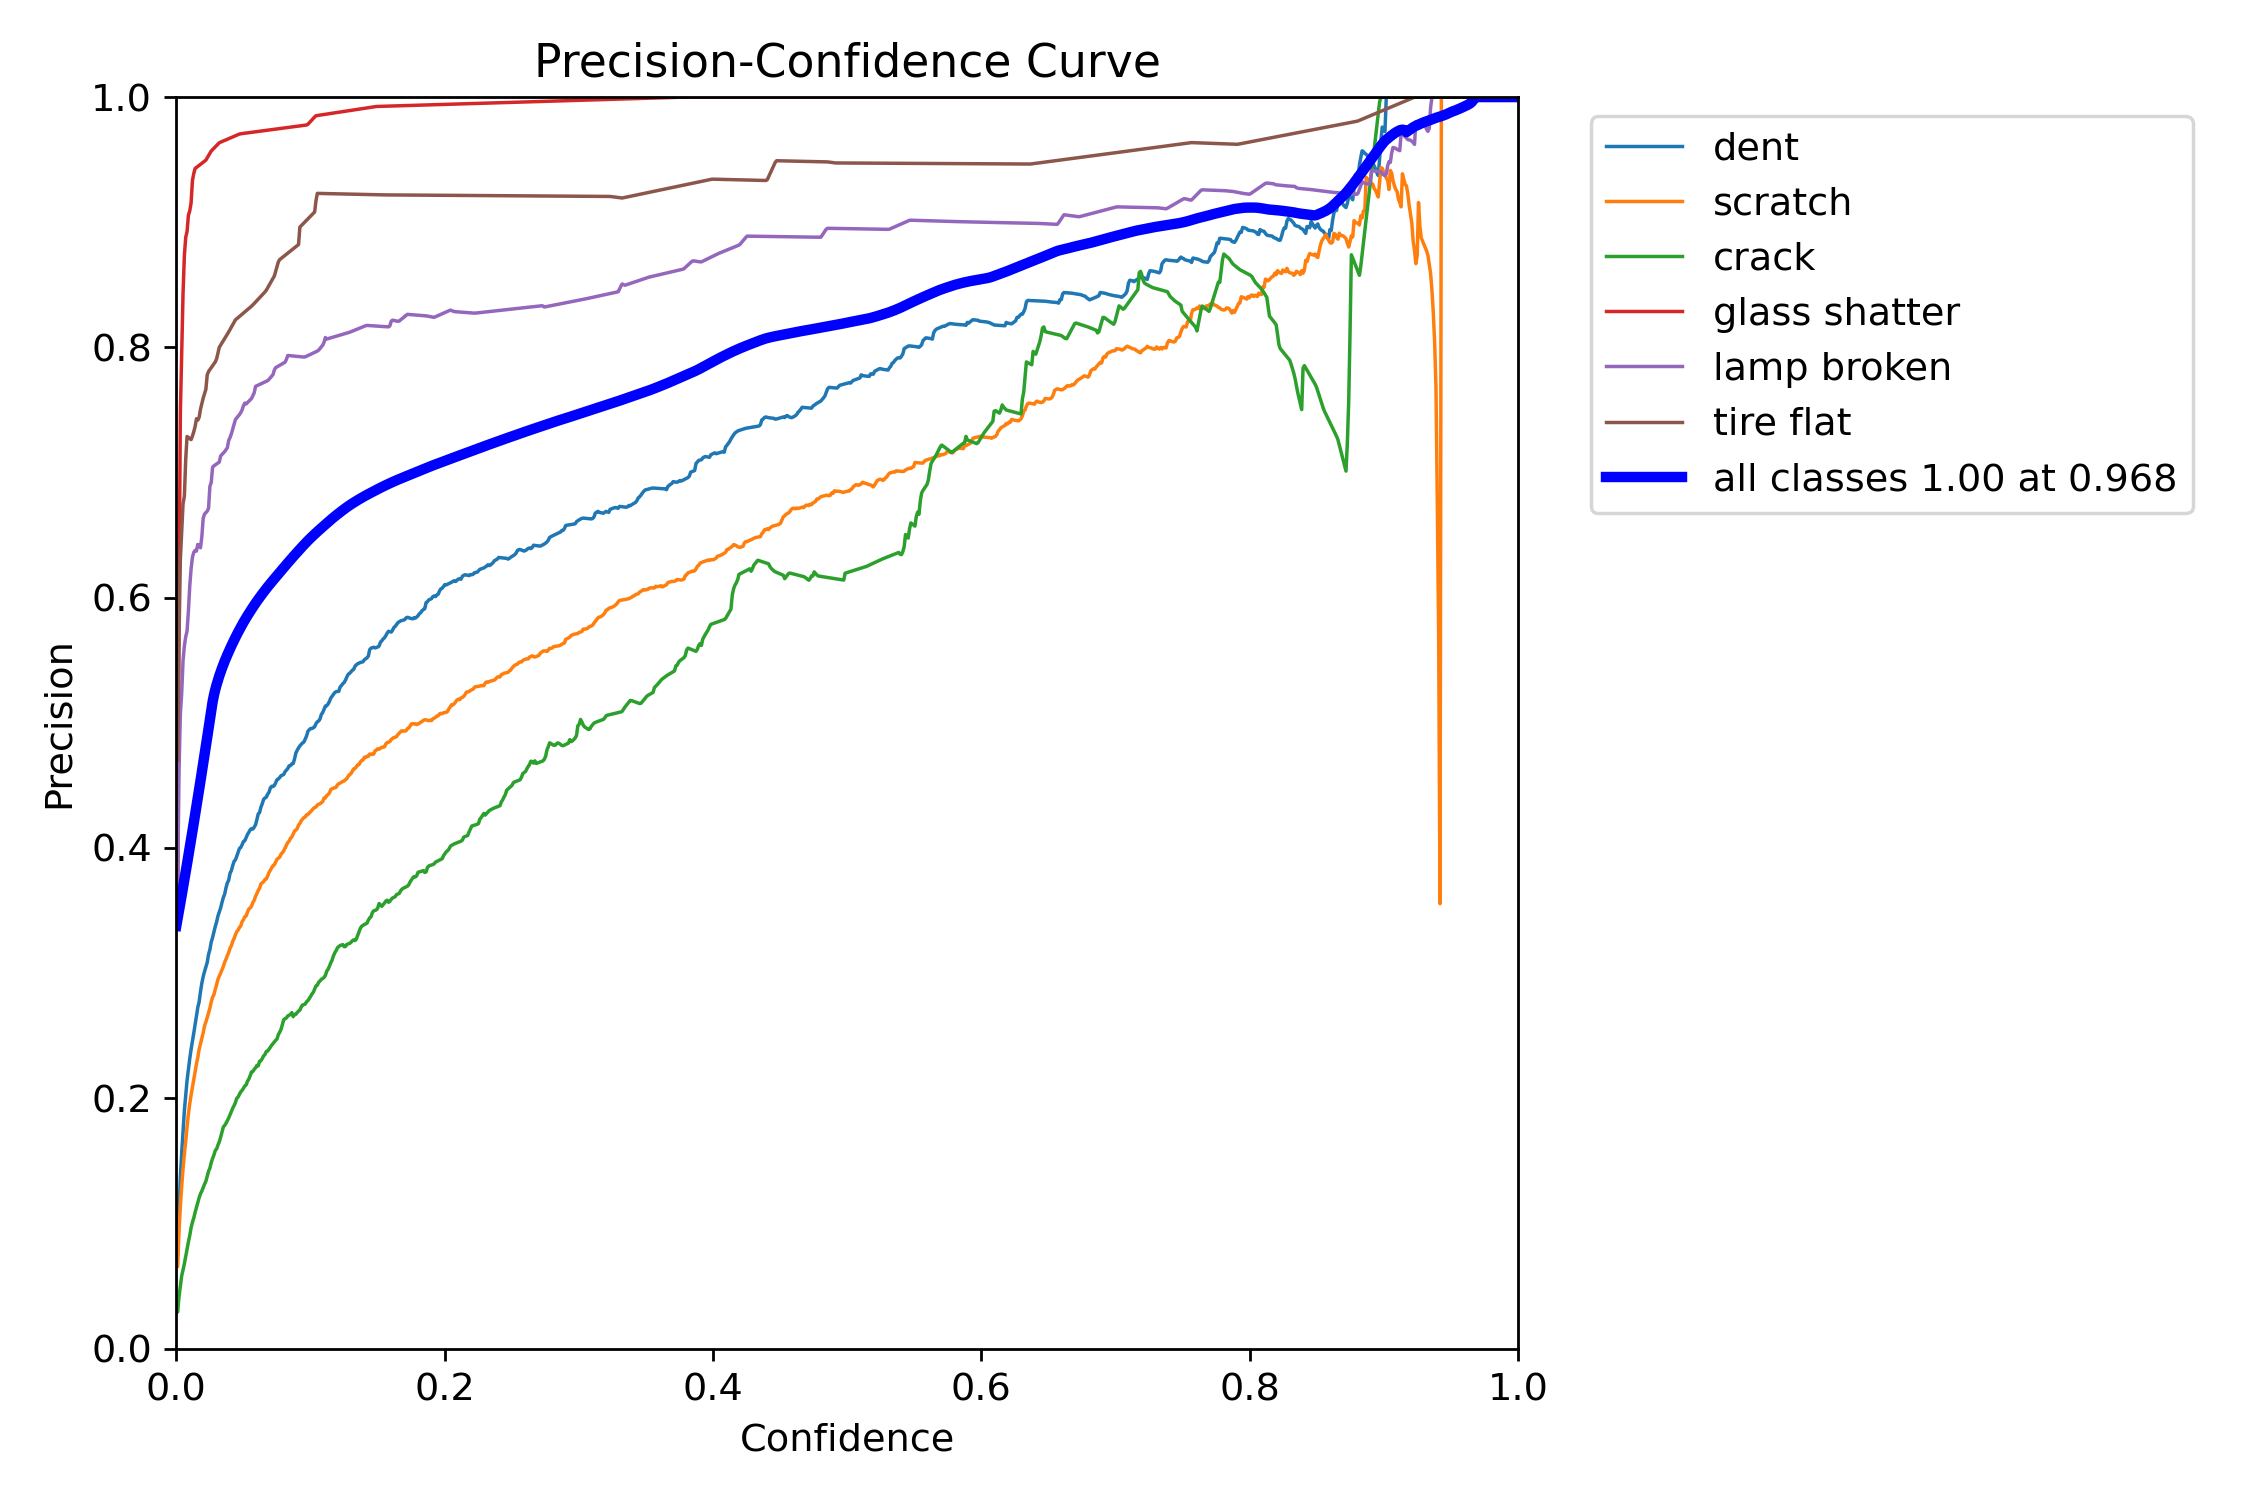 Precision-Confidence Curve
1.0
0.8
0.6
0.4
0.2
0.0
Precision
0.0 0.2 0.4 0.6 0.8 1.0
Confidence
dent
scratch
crack
glass shatter
lamp broken
tire flat
all classes 1.00 at 0.968